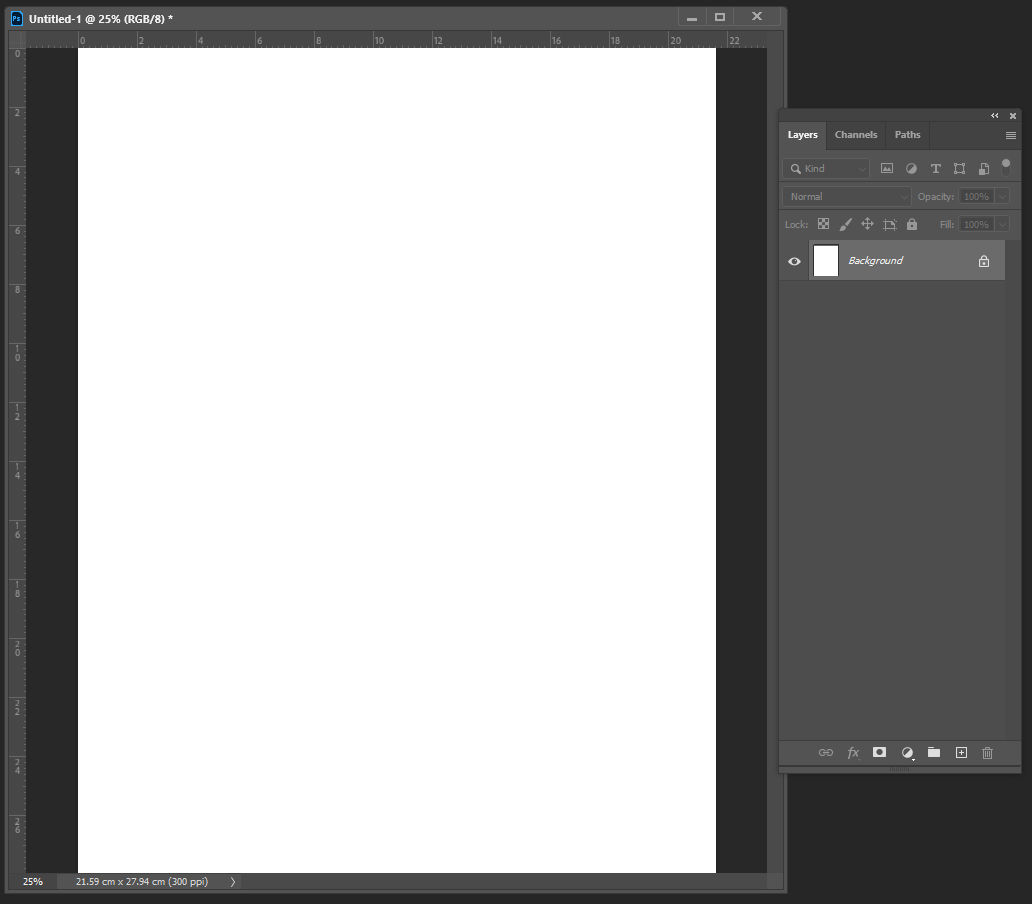 Ps Untitled-1 @ 25% (RGB/8) *
0 2 4 6 8 10 12 14 16 18 20 22
0
2
4
6
8
10
12
14
16
18
20
22
24
26
Layers Channels Paths
Kind T
Normal Opacity: 100%
Lock: Fill: 100%
Background
fx
25% 21.59 cm x 27.94 cm (300 ppi)